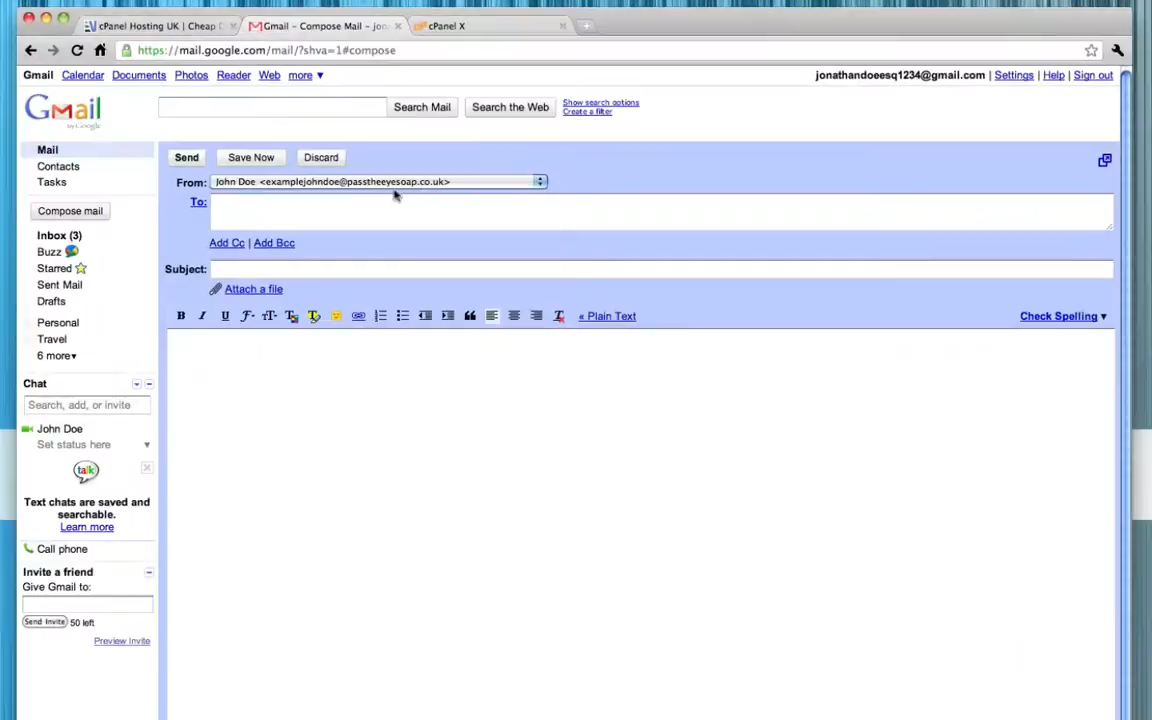 cPanel Hosting UK | Cheap
Gmail - Compose Mail - jon
cPanel X
https://mail.google.com/mail/?shva=1#compose
Gmail Calendar Documents Photos Reader Web more ▼
jonathandoeesq1234@gmail.com | Settings | Help | Sign out
Gmail
by Google
Search Mail
Search the Web
Show search options
Create a filter
Mail
Contacts
Tasks
Compose mail
Inbox (3)
Buzz
Starred
Sent Mail
Drafts
Personal
Travel
6 more▾
Chat
Search, add, or invite
John Doe
Set status here
talk
Text chats are saved and
searchable.
Learn more
Call phone
Invite a friend
Give Gmail to:
Send Invite 50 left
Preview Invite
Send
Save Now
Discard
From: John Doe <examplejohndoe@passtheeyesoap.co.uk>
To:
Add Cc | Add Bcc
Subject:
Attach a file
B I U
« Plain Text
Check Spelling ▾